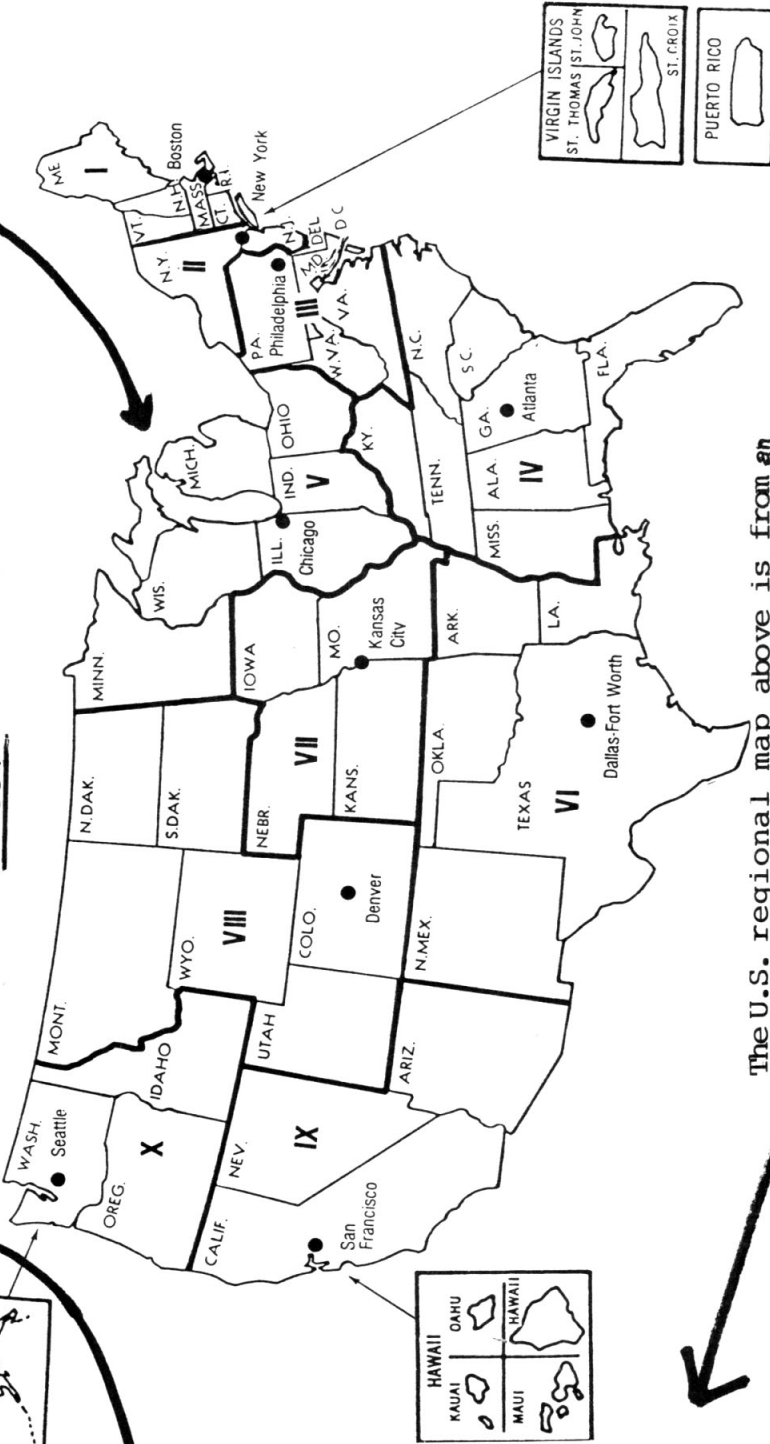 WASH.
Seattle
OREG.
X
IDAHO
MONT.
N.DAK.
S.DAK.
WYO.
VIII
NEBR.
VII
MINN.
WIS.
MICH.
IOWA
ILL.
Chicago
IND.
V
OHIO
ME
I
VT.
N.H.
Boston
MASS
CT.
R.I.
N.Y.
II
New York
PA.
Philadelphia
N.J.
III
MD
DEL
D C
W.VA.
VA.
CALIF.
San
Francisco
NEV.
IX
UTAH
COLO.
Denver
KANS.
MO.
Kansas
City
KY.
ARIZ.
N.MEX.
OKLA.
TEXAS
VI
Dallas-Fort Worth
ARK.
LA.
TENN.
N.C.
S.C.
MISS.
ALA.
IV
GA.
Atlanta
FLA.
HAWAII
KAUAI
OAHU
MAUI
HAWAII
VIRGIN ISLANDS
ST. THOMAS
ST. JOHN
ST. CROIX
PUERTO RICO
The U.S. regional map above is from an